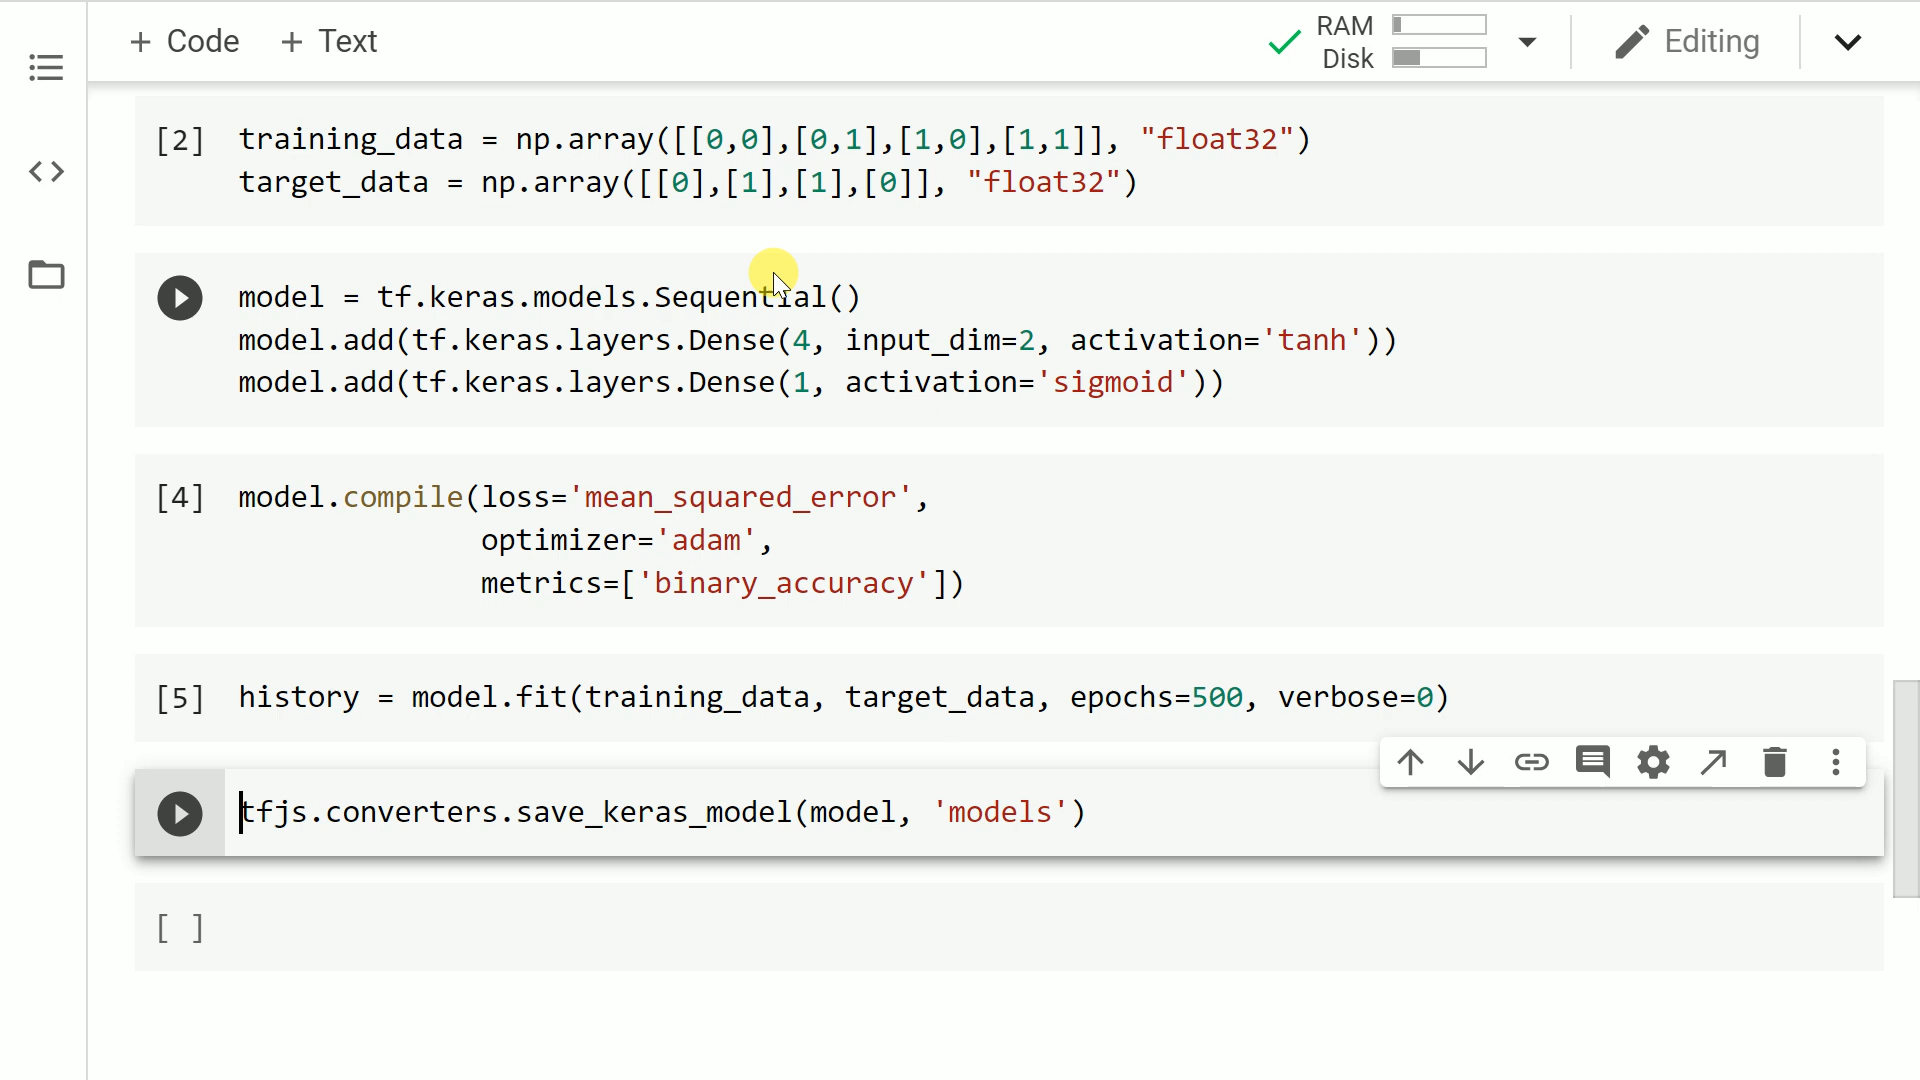 + Code + Text
RAM
Disk
Editing
[2] training_data = np.array([[0,0],[0,1],[1,0],[1,1]], "float32")
target_data = np.array([[0],[1],[1],[0]], "float32")
model = tf.keras.models.Sequential()
model.add(tf.keras.layers.Dense(4, input_dim=2, activation='tanh'))
model.add(tf.keras.layers.Dense(1, activation='sigmoid'))
[4] model.compile(loss='mean_squared_error',
optimizer='adam',
metrics=['binary_accuracy'])
[5] history = model.fit(training_data, target_data, epochs=500, verbose=0)
tfjs.converters.save_keras_model(model, 'models')
[ ]